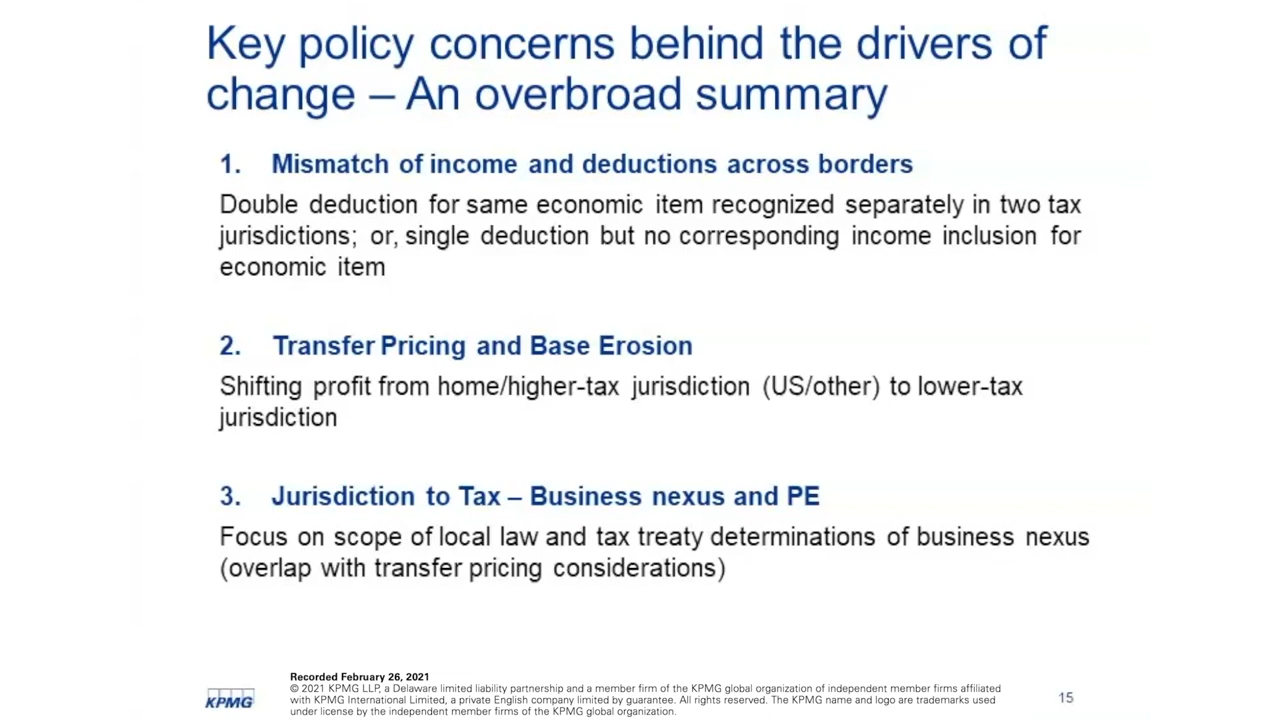 Key policy concerns behind the drivers of
change – An overbroad summary
1. Mismatch of income and deductions across borders
Double deduction for same economic item recognized separately in two tax
jurisdictions; or, single deduction but no corresponding income inclusion for
economic item
2. Transfer Pricing and Base Erosion
Shifting profit from home/higher-tax jurisdiction (US/other) to lower-tax
jurisdiction
3. Jurisdiction to Tax – Business nexus and PE
Focus on scope of local law and tax treaty determinations of business nexus
(overlap with transfer pricing considerations)
Recorded February 26, 2021
© 2021 KPMG LLP, a Delaware limited liability partnership and a member firm of the KPMG global organization of independent member firms affiliated
with KPMG International Limited, a private English company limited by guarantee. All rights reserved. The KPMG name and logo are trademarks used
under license by the independent member firms of the KPMG global organization.
KPMG
15